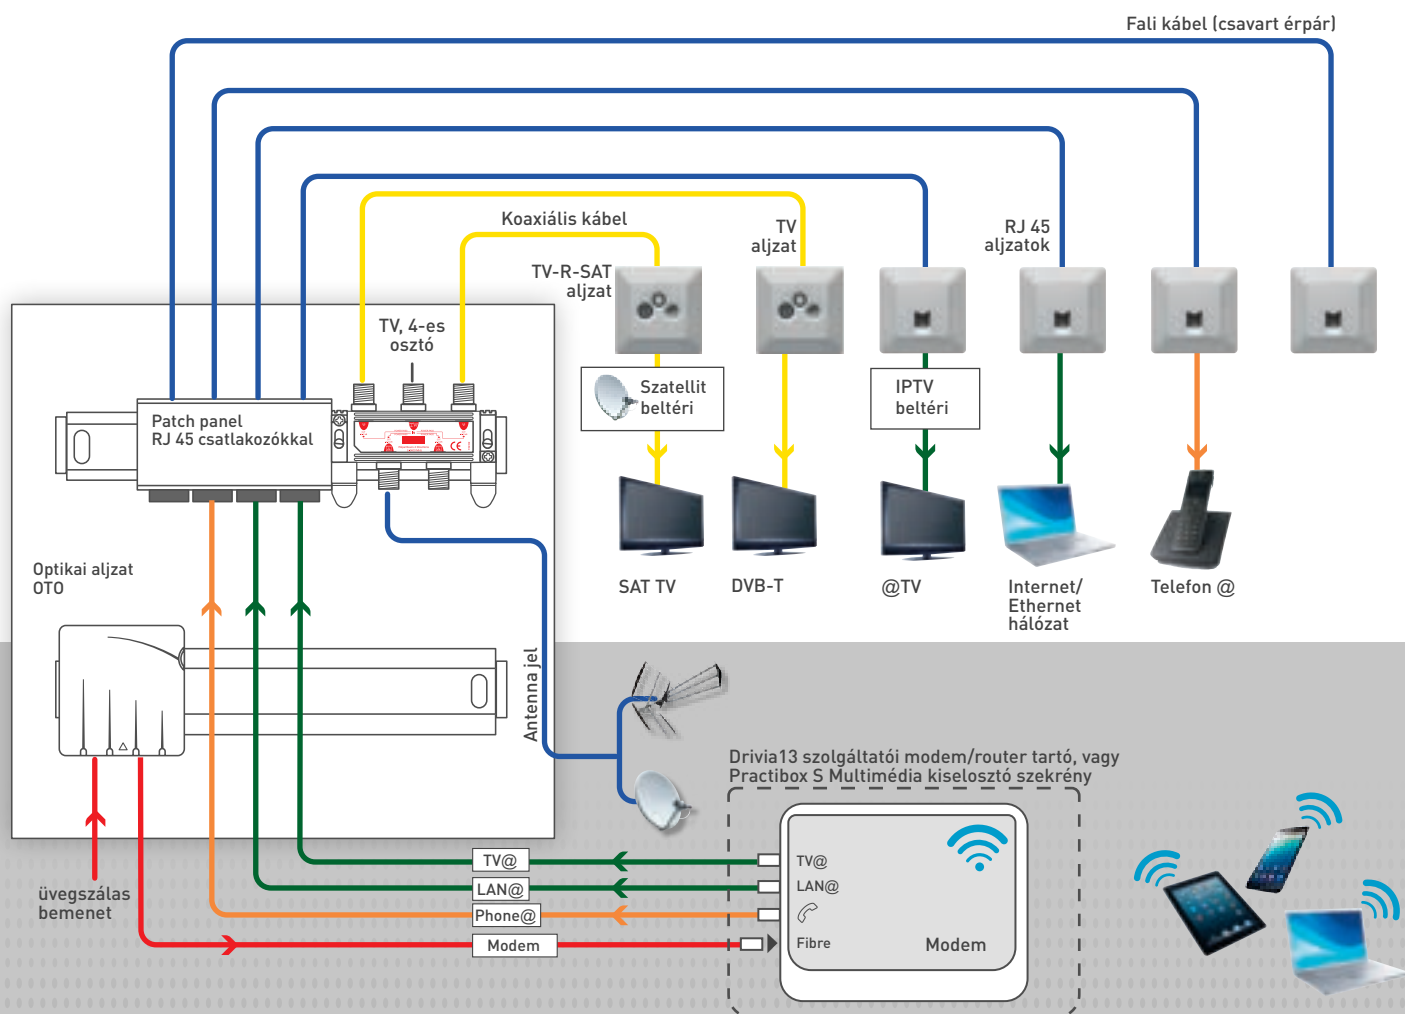 Fali kábel (csavart érpár)
Koaxiális kábel
TV
aljzat
RJ 45
aljzatok
TV-R-SAT
aljzat
TV, 4-es
osztó
Szatellit
beltéri
IPTV
beltéri
Patch panel
RJ 45 csatlakozókkal
CE
Optikai aljzat
OTO
SAT TV
DVB-T
@TV
Internet/
Ethernet
hálózat
Telefon @
Antenna jel
Drivia13 szolgáltatói modem/router tartó, vagy
Practibox S Multimédia kiselosztó szekrény
TV@
TV@
LAN@
LAN@
Phone@
Modem
Fibre
Modem
üvegszálas
bemenet